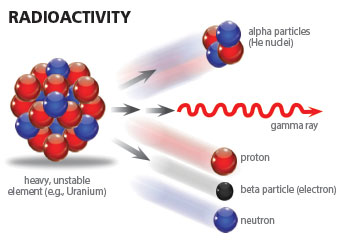 RADIOACTIVITY
alpha particles
(He nuclei)
gamma ray
heavy, unstable
element (e.g., Uranium)
proton
beta particle (electron)
neutron